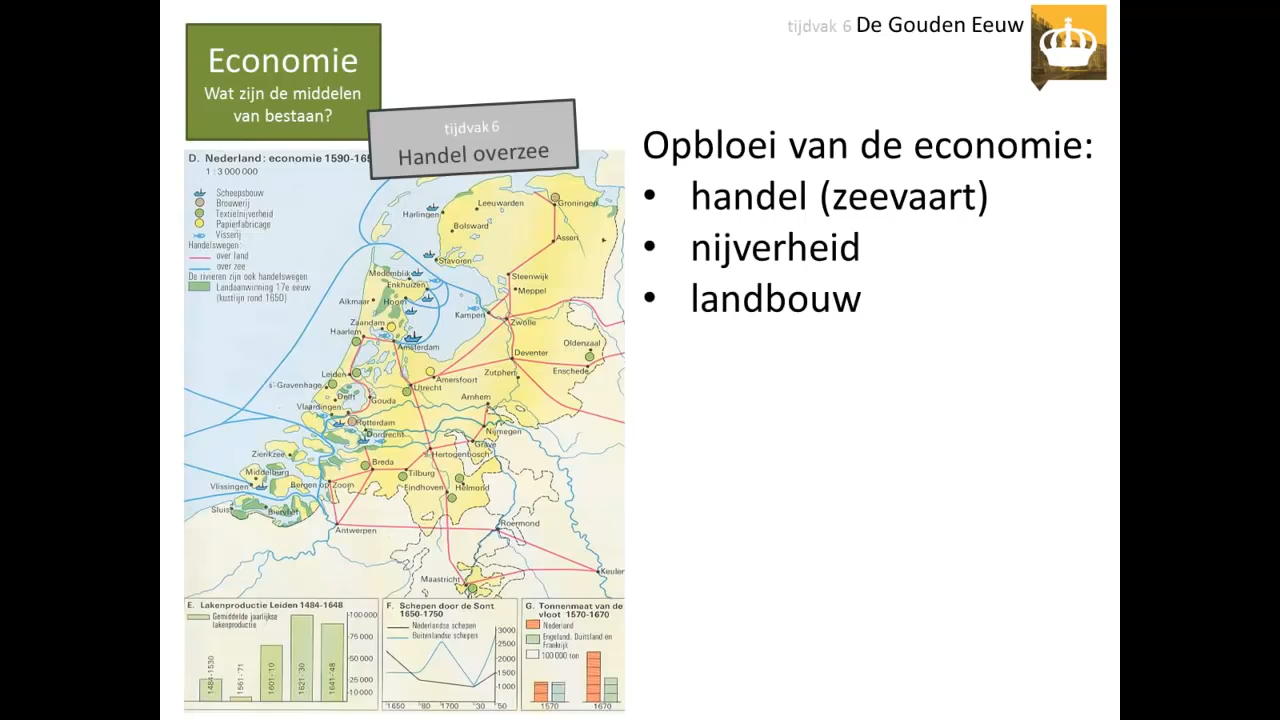 tijdvak 6 De Gouden Eeuw
Economie
Wat zijn de middelen
van bestaan?
tijdvak 6
Handel overzee
Opbloei van de economie:
• handel (zeevaart)
• nijverheid
• landbouw
D. Nederland: economie 1590-165
1 : 3 000 000
Scheepsbouw
Brouwerij
Textielnijverheid
Papierfabricage
Visserij
Handelswegen:
over land
over zee
De rivieren zijn ook handelswegen
Landaanwinning 17e eeuw
(kustlijn rond 1650)
Harlingen
Leeuwarden
Groningen
Bolsward
Assen
Stavoren
Medemblik
Steenwijk
Enkhuizen
Meppel
Alkmaar
Hoorn
Kampen
Zaandam
Zwolle
Haarlem
Amsterdam
Oldenzaal
Deventer
Leiden
Zutphen
Enschede
's-Gravenhage
Amersfoort
Utrecht
Delft
Gouda
Arnhem
Vlaardingen
Rotterdam
Dordrecht
Nijmegen
Grave
Zierikzee
's-Hertogenbosch
Breda
Middelburg
Tilburg
Vlissingen
Bergen op Zoom
Eindhoven
Helmond
Sluis
Biervliet
Antwerpen
Roermond
Maastricht
Keulen
E. Lakenproductie Leiden 1484-1648
Gemiddelde jaarlijkse
lakenproductie
100 000
75 000
50 000
25 000
10 000
1484-1530
1561-'71
1601-'10
1621-'30
1641-'48
F. Schepen door de Sont
1650-1750
Nederlandse schepen
Buitenlandse schepen
3000
2500
2000
1500
1000
1650 '80 1700 '30 '50
G. Tonnenmaat van de
vloot 1570-1670
Nederland
Engeland, Duitsland en
Frankrijk
100 000 ton
1570 1670